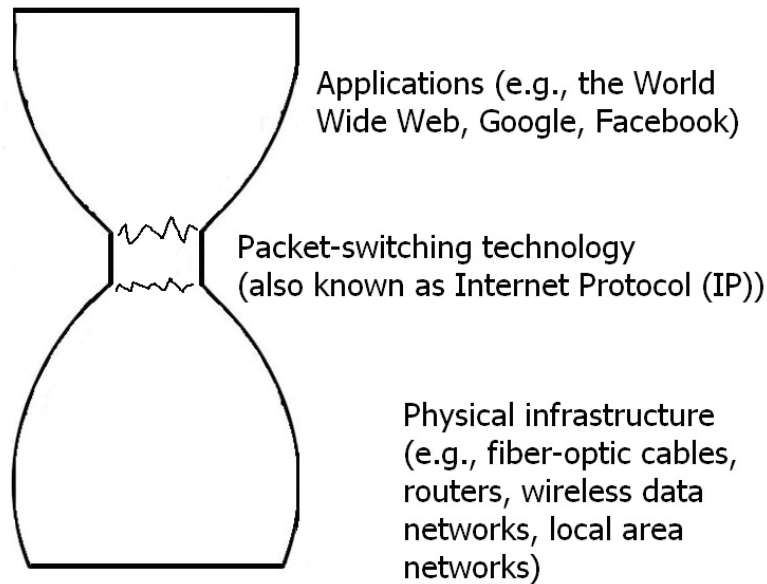 Applications (e.g., the World
Wide Web, Google, Facebook)
Packet-switching technology
(also known as Internet Protocol (IP))
Physical infrastructure
(e.g., fiber-optic cables,
routers, wireless data
networks, local area
networks)